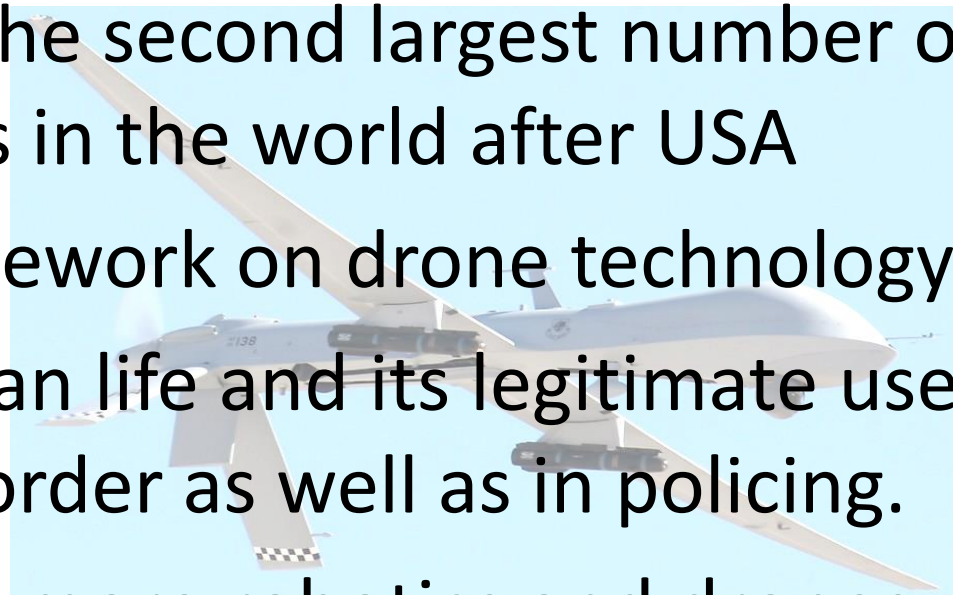 he second largest number o
s in the world after USA
ework on drone technology
an life and its legitimate use
order as well as in policing.
138